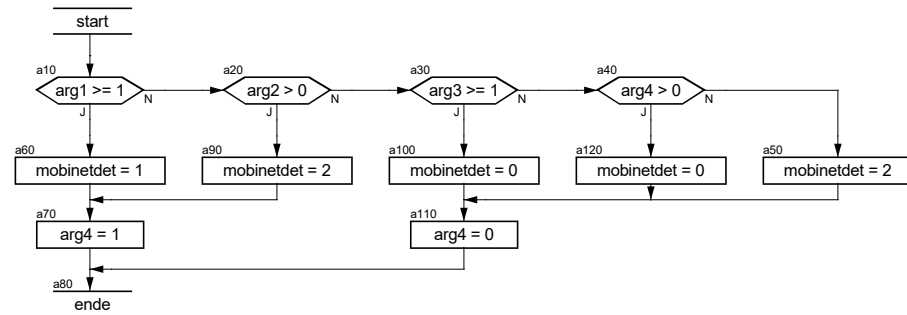 start
a10
arg1 >= 1
J
N
a20
arg2 > 0
J
N
a30
arg3 >= 1
J
N
a40
arg4 > 0
J
N
a60
mobinetdet = 1
a90
mobinetdet = 2
a100
mobinetdet = 0
a120
mobinetdet = 0
a50
mobinetdet = 2
a70
arg4 = 1
a110
arg4 = 0
a80
ende